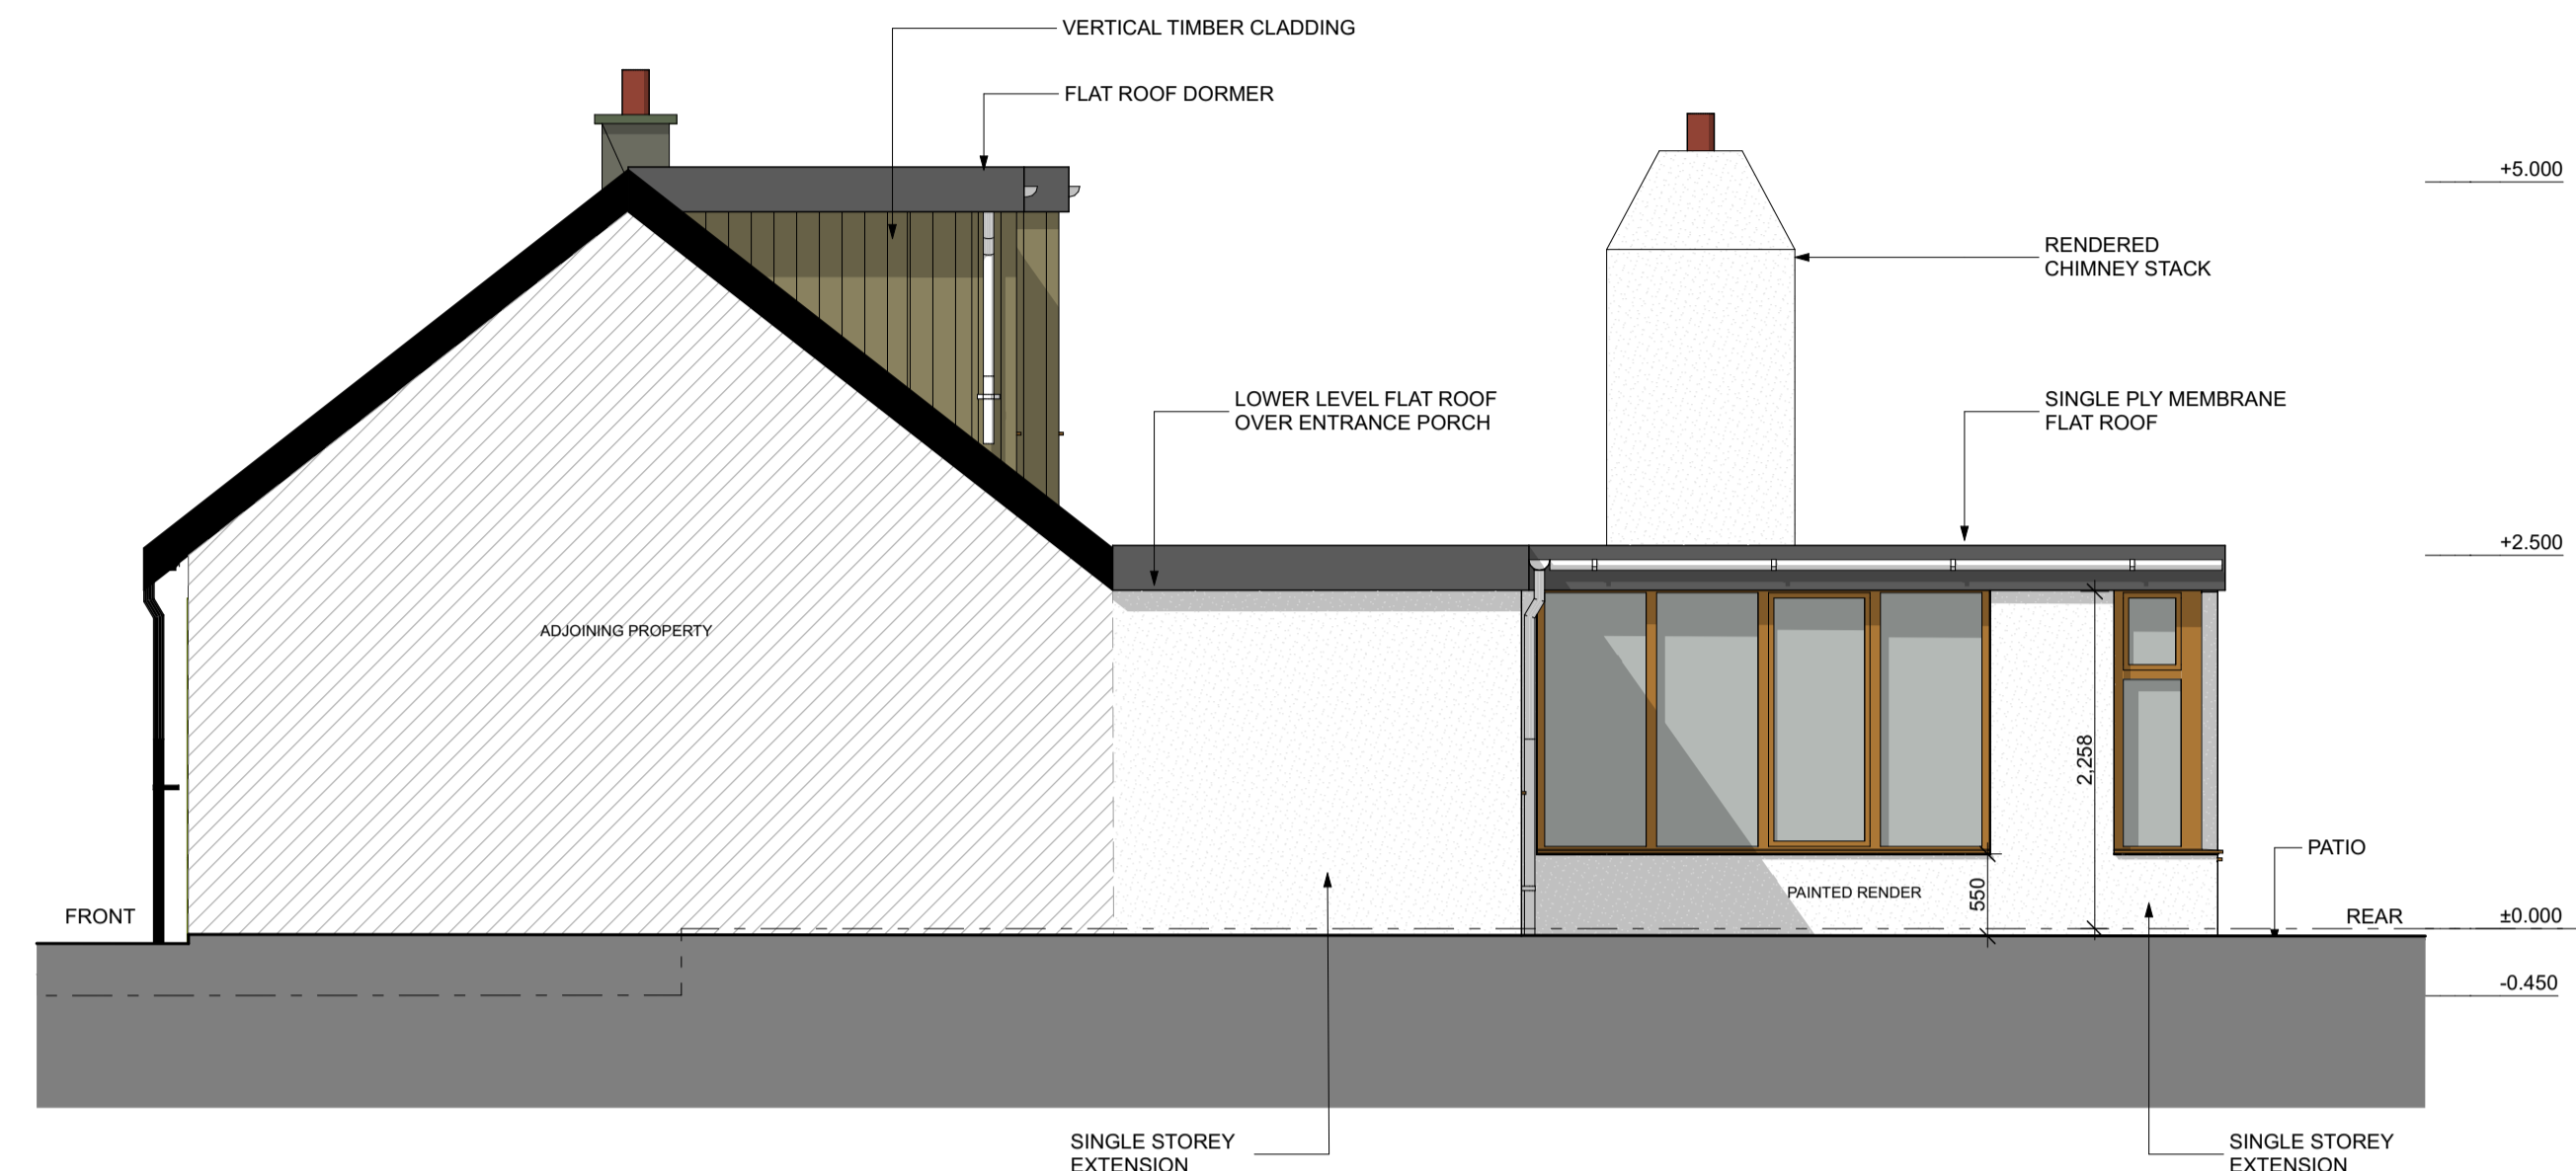 VERTICAL TIMBER CLADDING
FLAT ROOF DORMER
+5.000
RENDERED
CHIMNEY STACK
LOWER LEVEL FLAT ROOF
OVER ENTRANCE PORCH
SINGLE PLY MEMBRANE
FLAT ROOF
+2.500
ADJOINING PROPERTY
2,258
PATIO
550
PAINTED RENDER
FRONT
REAR
±0.000
-0.450
SINGLE STOREY
EXTENSION
SINGLE STOREY
EXTENSION